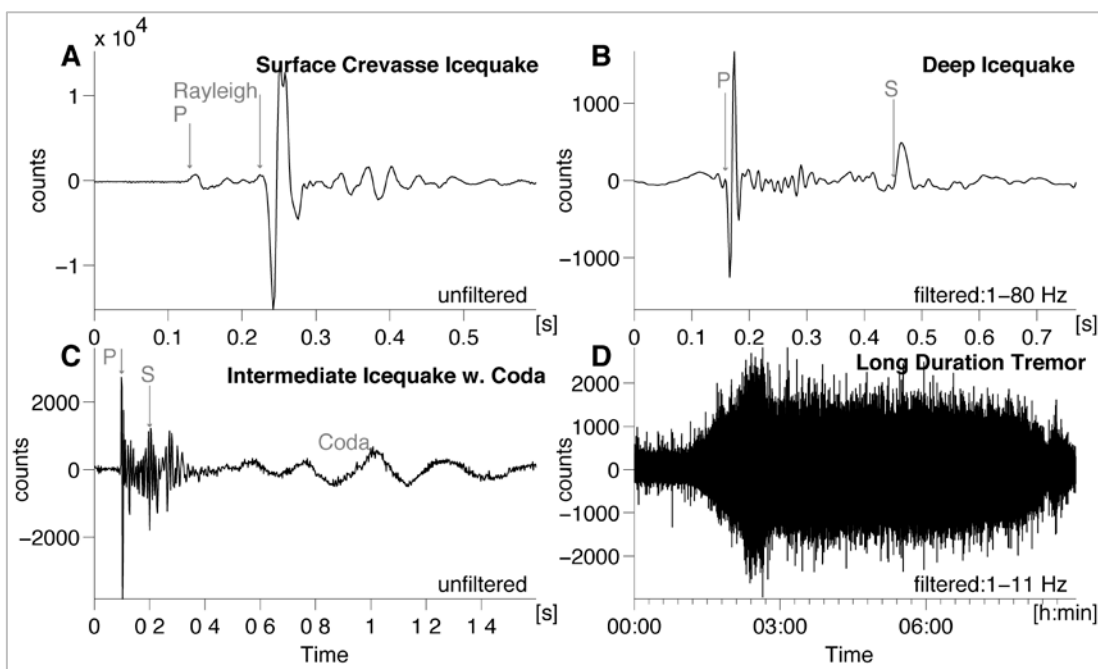 x 10⁴
A
Surface Crevasse Icequake
Rayleigh
P
1
0
−1
counts
unfiltered
0 0.1 0.2 0.3 0.4 0.5 [s]
B
Deep Icequake
P
S
1000
0
−1000
counts
filtered:1−80 Hz
0 0.1 0.2 0.3 0.4 0.5 0.6 0.7 [s]
C
P
S
Intermediate Icequake w. Coda
Coda
2000
0
−2000
counts
unfiltered
0 0 2 0 4 0 6 0 8 1 1 2 1 4 [s]
Time
D
Long Duration Tremor
2000
1000
0
−1000
−2000
counts
filtered:1−11 Hz
00:00 03:00 06:00 [h:min]
Time